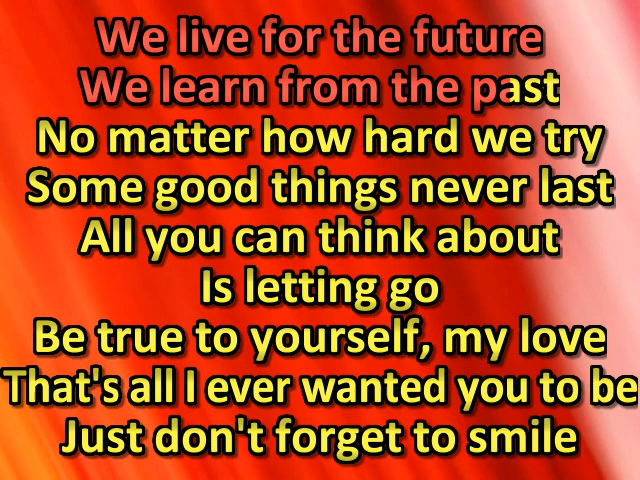 We live for the future
We learn from the past
No matter how hard we try
Some good things never last
All you can think about
Is letting go
Be true to yourself, my love
That's all I ever wanted you to be
Just don't forget to smile